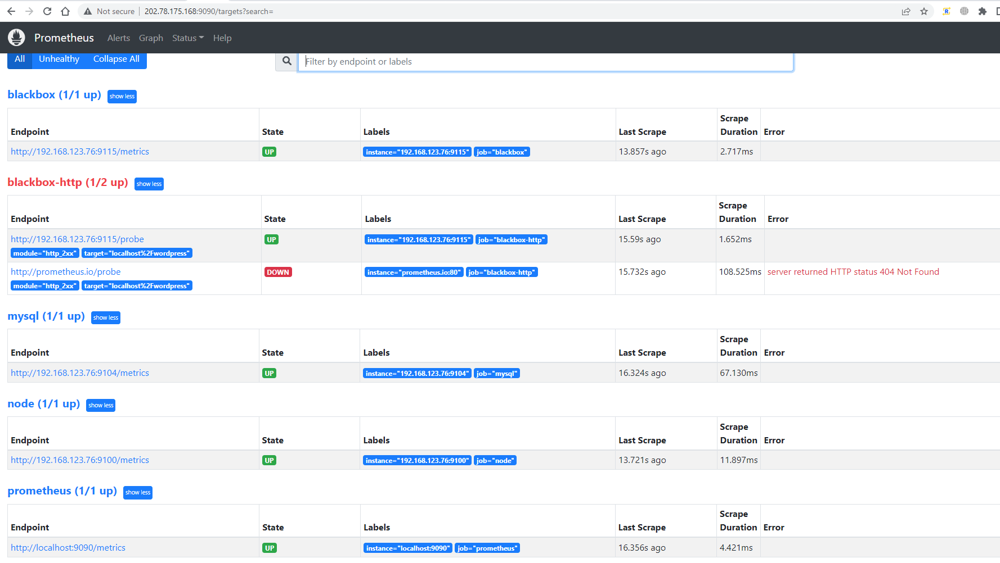 Not secure | 202.78.175.168:9090/targets?search=
Prometheus Alerts Graph Status Help
All Unhealthy Collapse All Filter by endpoint or labels
blackbox (1/1 up) show less
Endpoint State Labels Last Scrape Scrape Duration Error
http://192.168.123.76:9115/metrics UP instance="192.168.123.76:9115" job="blackbox" 13.857s ago 2.717ms
blackbox-http (1/2 up) show less
Endpoint State Labels Last Scrape Scrape Duration Error
http://192.168.123.76:9115/probe UP instance="192.168.123.76:9115" job="blackbox-http" 15.59s ago 1.652ms
module="http_2xx" target="localhost%2Fwordpress"
http://prometheus.io/probe DOWN instance="prometheus.io:80" job="blackbox-http" 15.732s ago 108.525ms server returned HTTP status 404 Not Found
module="http_2xx" target="localhost%2Fwordpress"
mysql (1/1 up) show less
Endpoint State Labels Last Scrape Scrape Duration Error
http://192.168.123.76:9104/metrics UP instance="192.168.123.76:9104" job="mysql" 16.324s ago 67.130ms
node (1/1 up) show less
Endpoint State Labels Last Scrape Scrape Duration Error
http://192.168.123.76:9100/metrics UP instance="192.168.123.76:9100" job="node" 13.721s ago 11.897ms
prometheus (1/1 up) show less
Endpoint State Labels Last Scrape Scrape Duration Error
http://localhost:9090/metrics UP instance="localhost:9090" job="prometheus" 16.356s ago 4.421ms